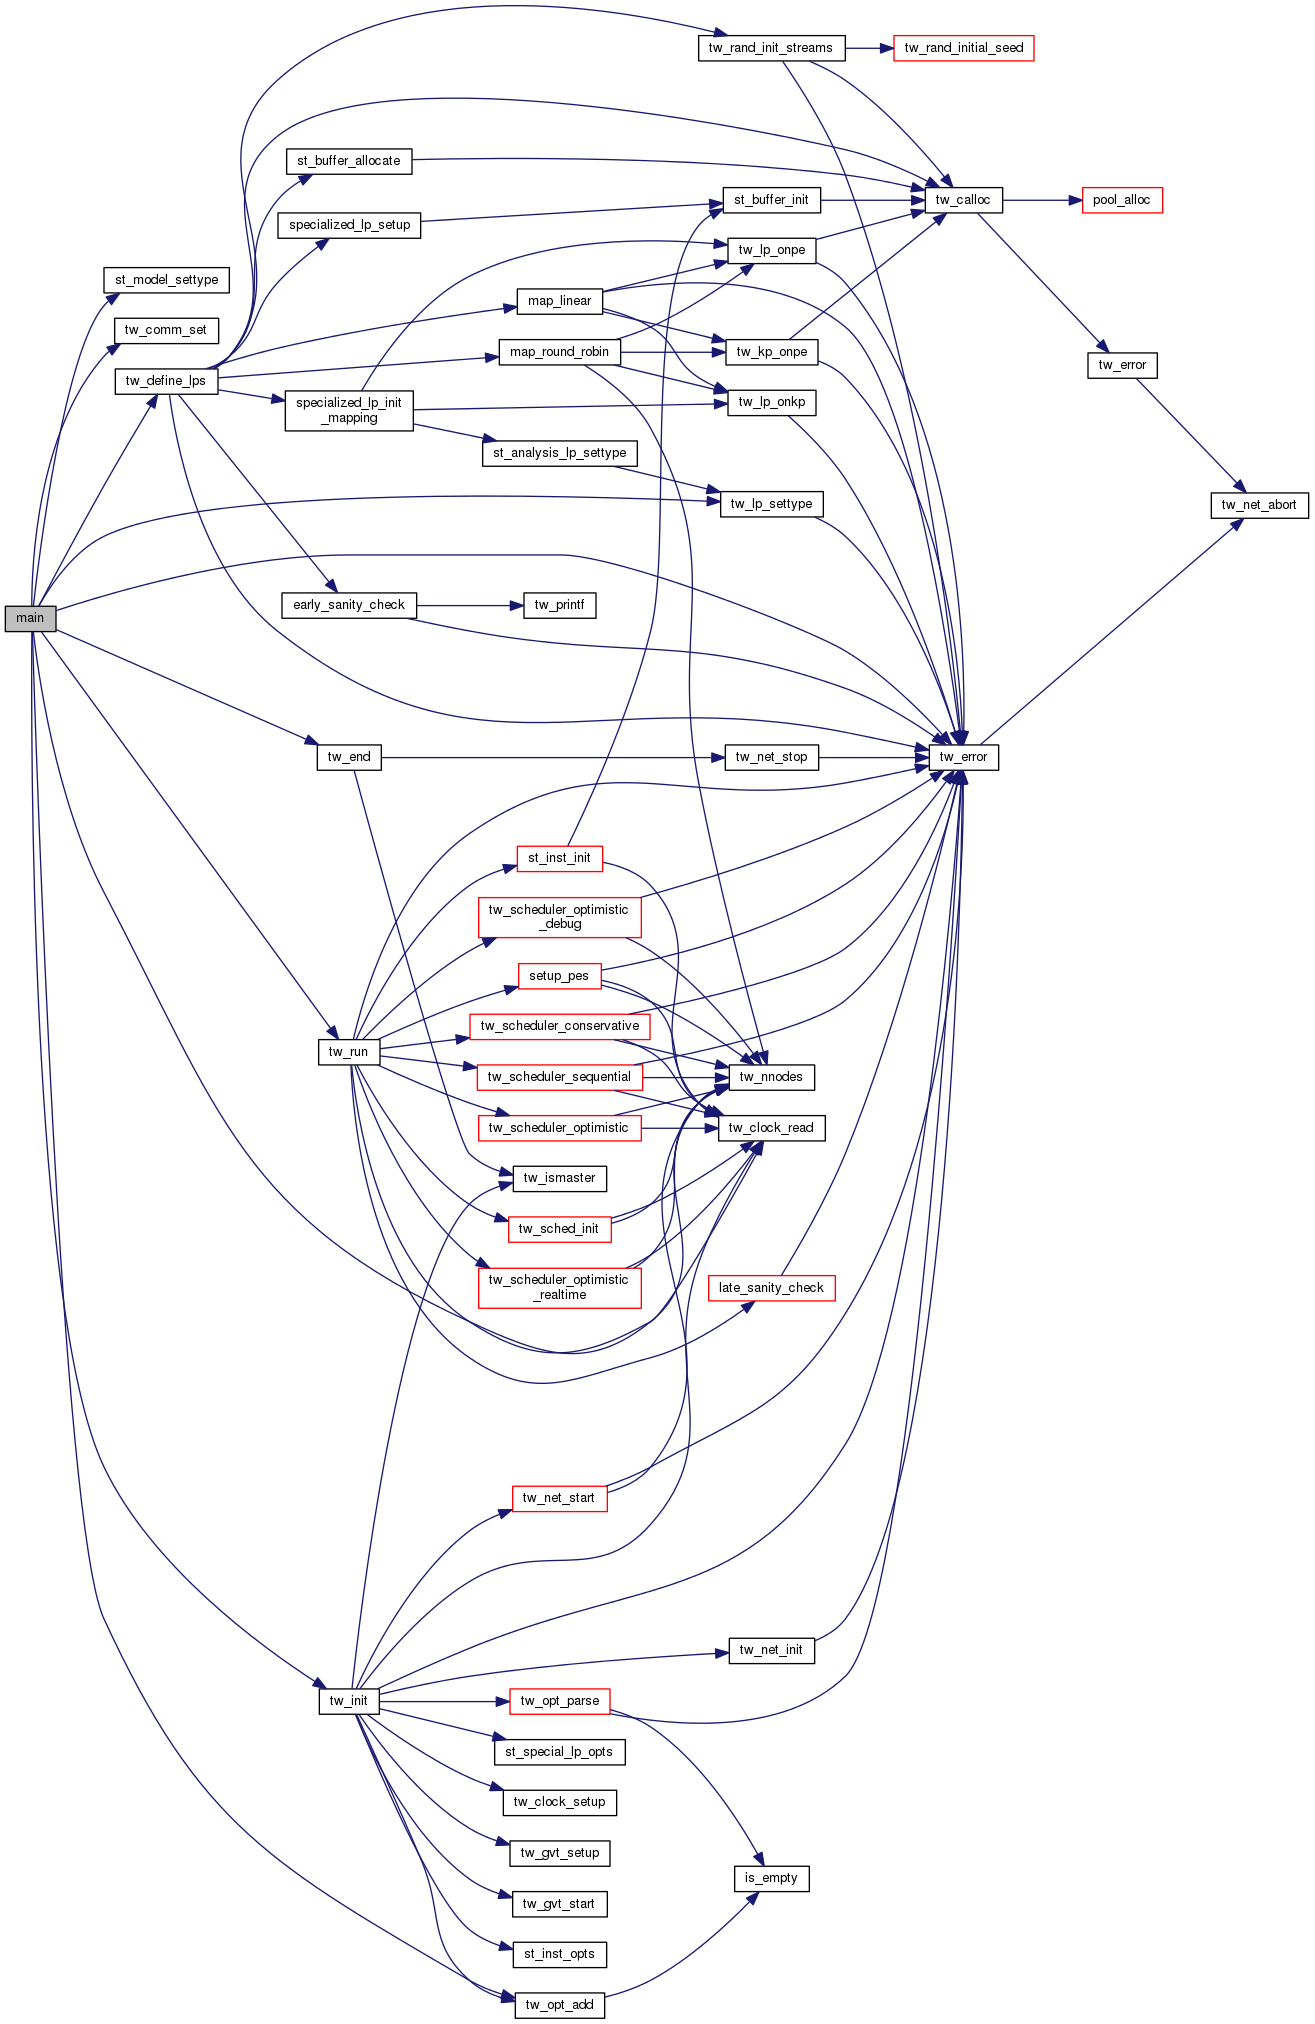 tw_rand_init_streams
tw_rand_initial_seed
st_buffer_allocate
st_buffer_init
tw_calloc
pool_alloc
specialized_lp_setup
tw_lp_onpe
st_model_settype
map_linear
tw_comm_set
map_round_robin
tw_kp_onpe
tw_error
tw_define_lps
specialized_lp_init
_mapping
tw_lp_onkp
st_analysis_lp_settype
tw_lp_settype
tw_net_abort
early_sanity_check
tw_printf
main
tw_end
tw_net_stop
tw_error
st_inst_init
tw_scheduler_optimistic
_debug
setup_pes
tw_scheduler_conservative
tw_run
tw_scheduler_sequential
tw_nnodes
tw_scheduler_optimistic
tw_clock_read
tw_ismaster
tw_sched_init
tw_scheduler_optimistic
_realtime
late_sanity_check
tw_net_start
tw_net_init
tw_init
tw_opt_parse
st_special_lp_opts
tw_clock_setup
tw_gvt_setup
is_empty
tw_gvt_start
st_inst_opts
tw_opt_add